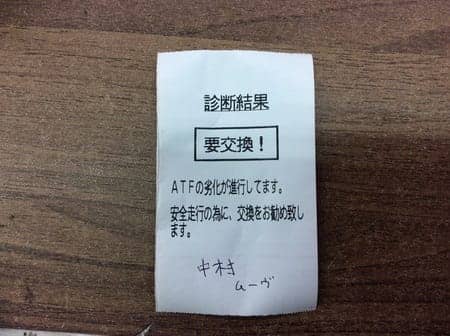 診断結果
要交換！
ATFの劣化が進行してます。
安全走行の為に、交換をお勧め致し
ます。
中村
ムーヴ